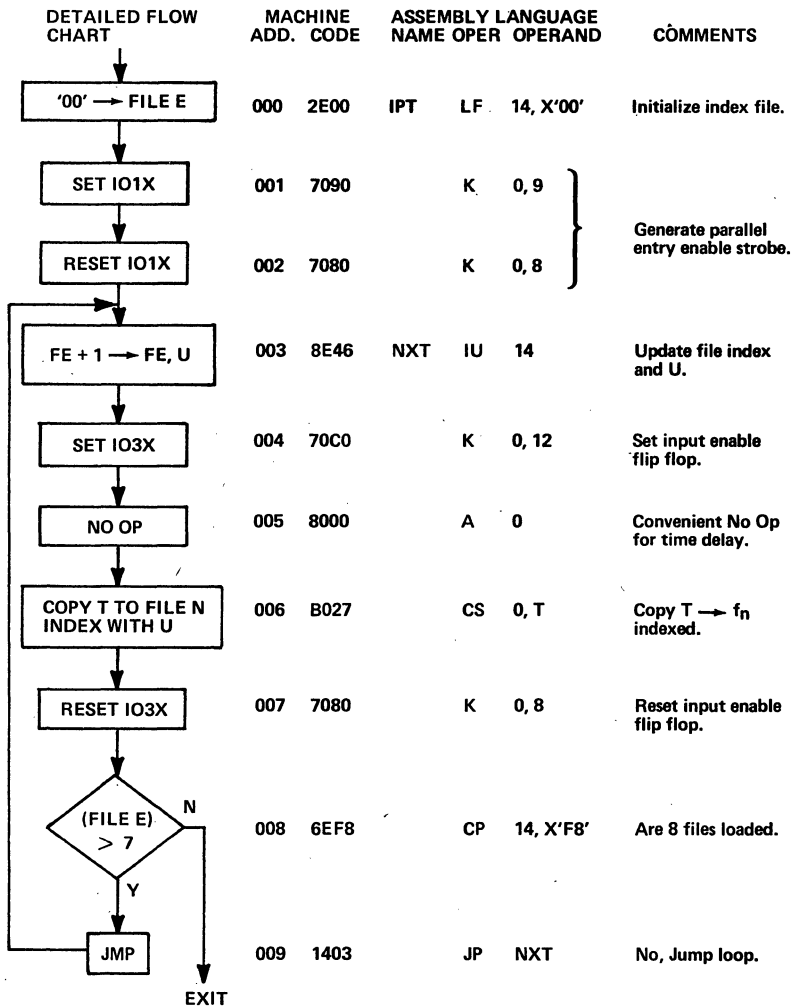 DETAILED FLOW CHART MACHINE ADD. CODE ASSEMBLY LANGUAGE NAME OPER OPERAND COMMENTS
'00' → FILE E 000 2E00 IPT LF 14, X'00' Initialize index file.
SET IO1X 001 7090 K 0, 9
Generate parallel entry enable strobe.
RESET IO1X 002 7080 K 0, 8
FE + 1 → FE, U 003 8E46 NXT IU 14 Update file index and U.
SET IO3X 004 70C0 K 0, 12 Set input enable flip flop.
NO OP 005 8000 A 0 Convenient No Op for time delay.
COPY T TO FILE N INDEX WITH U 006 B027 CS 0, T Copy T → fn indexed.
RESET IO3X 007 7080 K 0, 8 Reset input enable flip flop.
(FILE E) > 7 N 008 6EF8 CP 14, X'F8' Are 8 files loaded.
Y
JMP 009 1403 JP NXT No, Jump loop.
EXIT